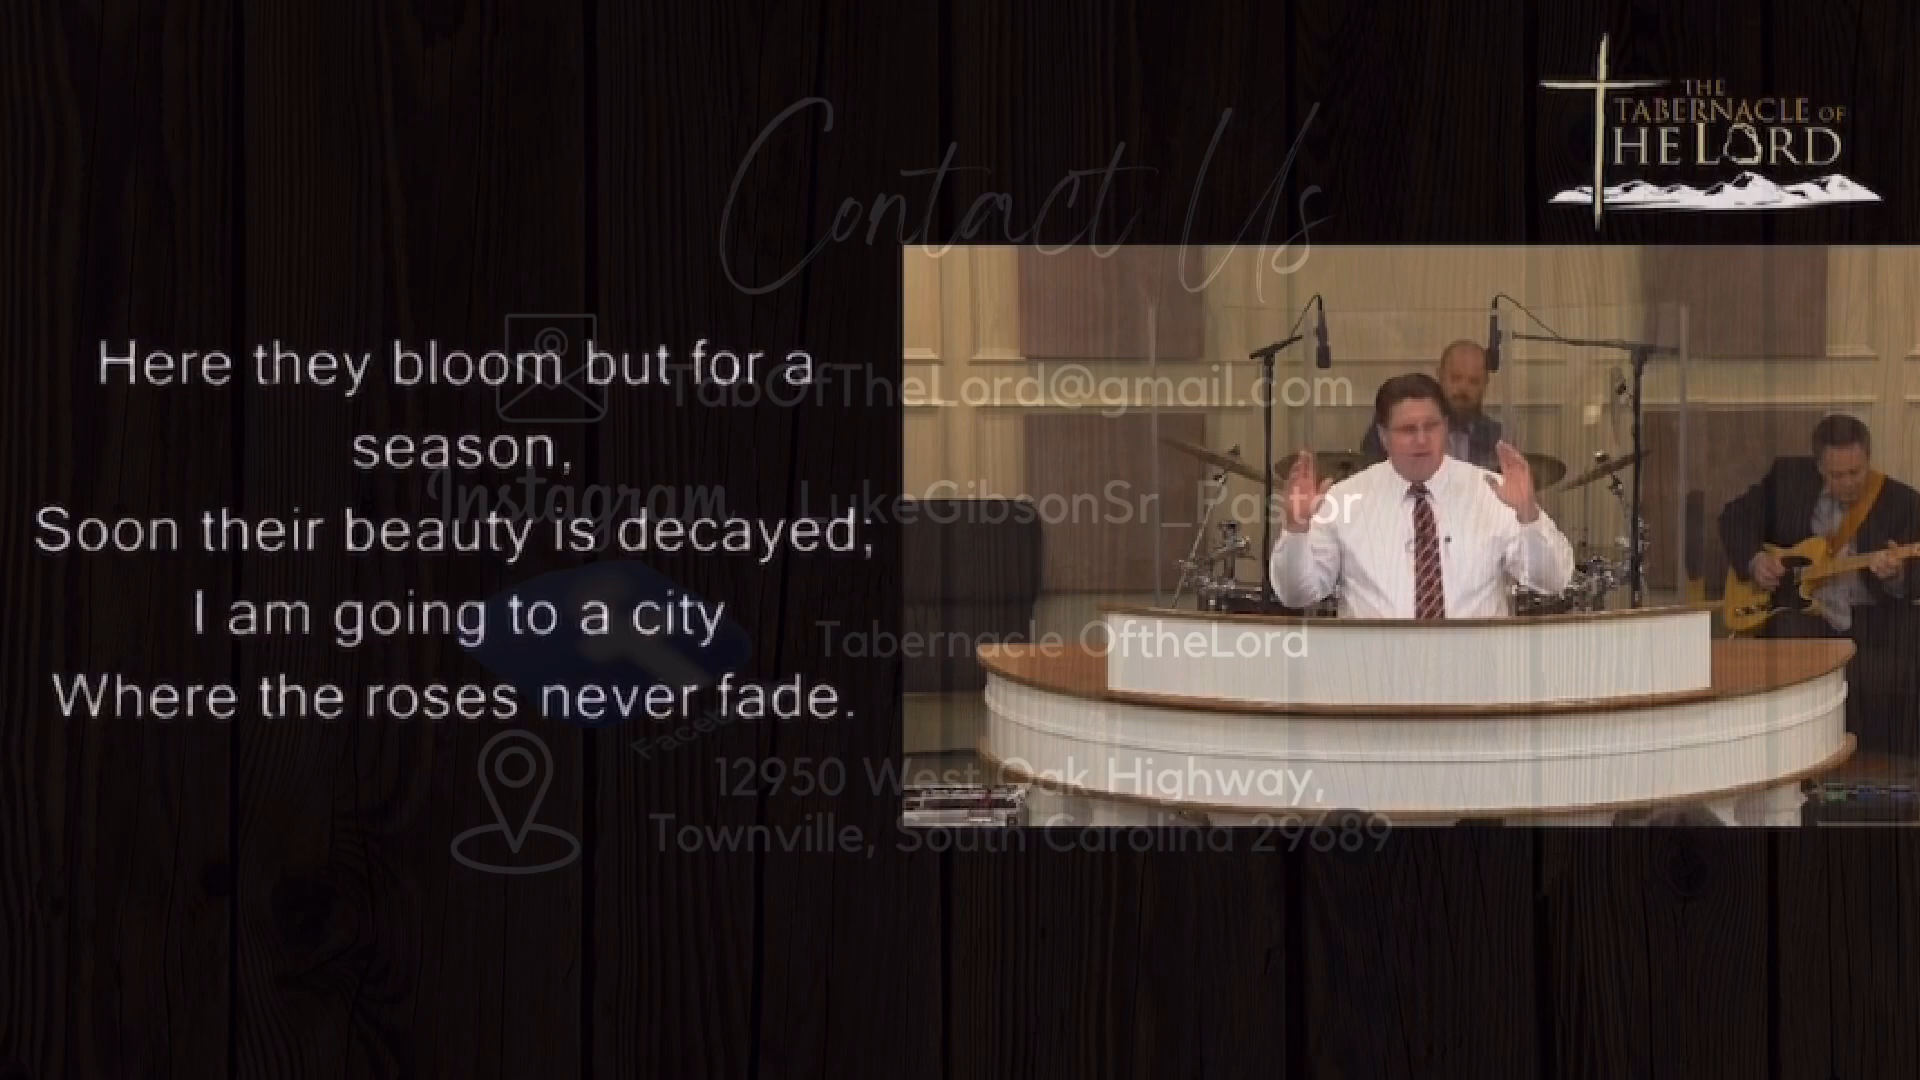 THE
TABERNACLE OF
THE LORD
Contact Us
Here they bloom but for a
season,
Soon their beauty is decayed;
I am going to a city
Where the roses never fade.
TabOfTheLord@gmail.com
Instagram
LukeGibsonSr_Pastor
Tabernacle OftheLord
12950 West Oak Highway,
Townville, South Carolina 29689